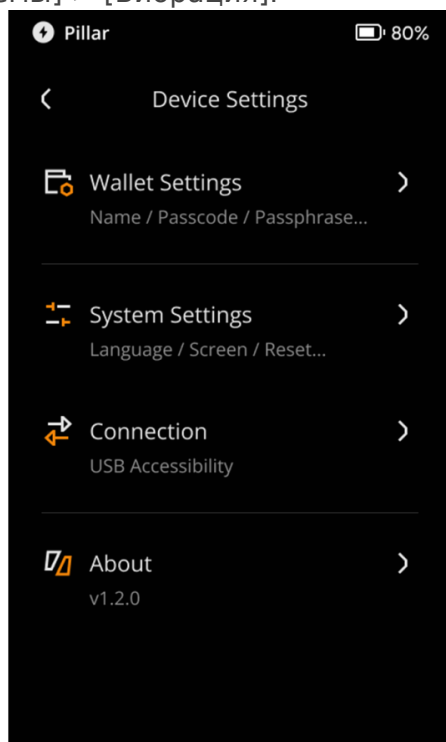 [Вибрация].
Pillar 80%
Device Settings
Wallet Settings
Name / Passcode / Passphrase...
System Settings
Language / Screen / Reset...
Connection
USB Accessibility
About
v1.2.0